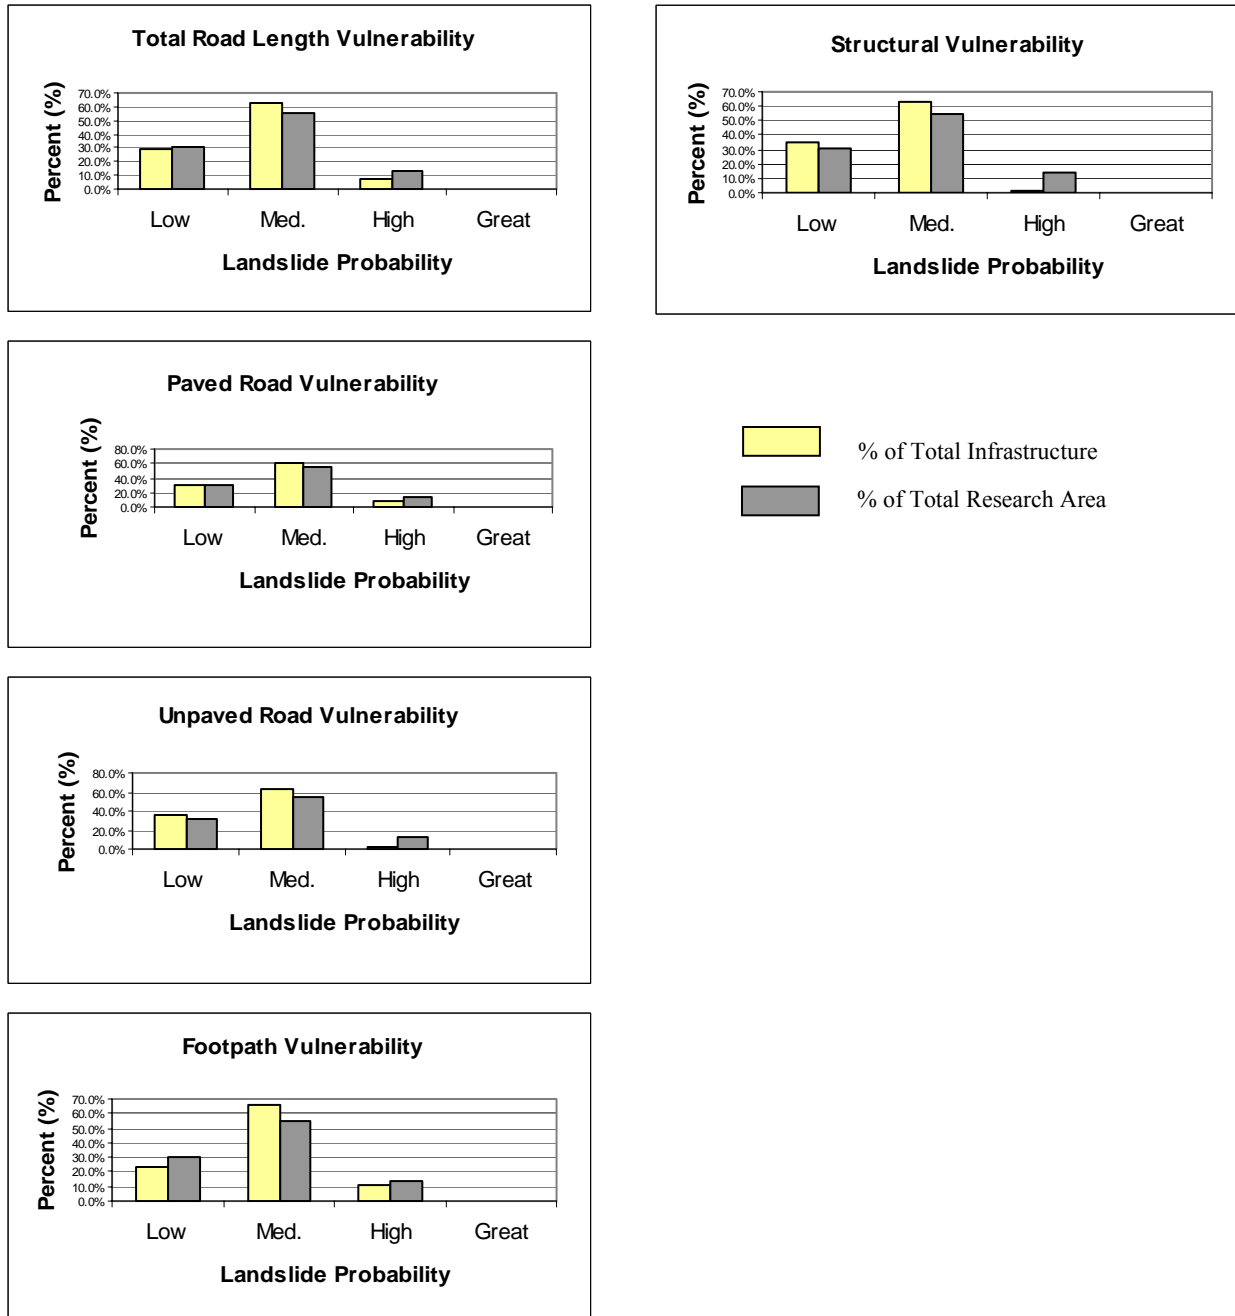 Total Road Length Vulnerability
Percent (%)
70.0%
60.0%
50.0%
40.0%
30.0%
20.0%
10.0%
0.0%
Low Med. High Great
Landslide Probability
Structural Vulnerability
Percent (%)
70.0%
60.0%
50.0%
40.0%
30.0%
20.0%
10.0%
0.0%
Low Med. High Great
Landslide Probability
Paved Road Vulnerability
Percent (%)
80.0%
60.0%
40.0%
20.0%
0.0%
Low Med. High Great
Landslide Probability
% of Total Infrastructure
% of Total Research Area
Unpaved Road Vulnerability
Percent (%)
80.0%
60.0%
40.0%
20.0%
0.0%
Low Med. High Great
Landslide Probability
Footpath Vulnerability
Percent (%)
70.0%
60.0%
50.0%
40.0%
30.0%
20.0%
10.0%
0.0%
Low Med. High Great
Landslide Probability